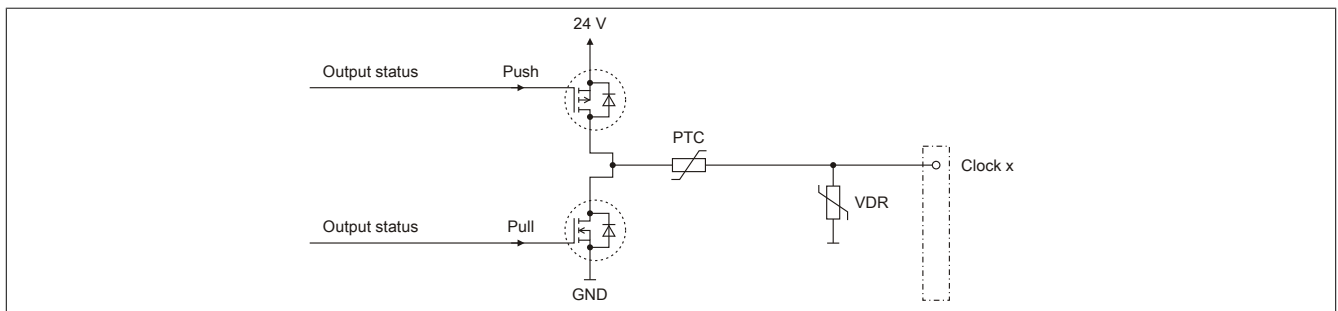 24 V
Output status
Push
PTC
Clock x
VDR
Output status
Pull
GND